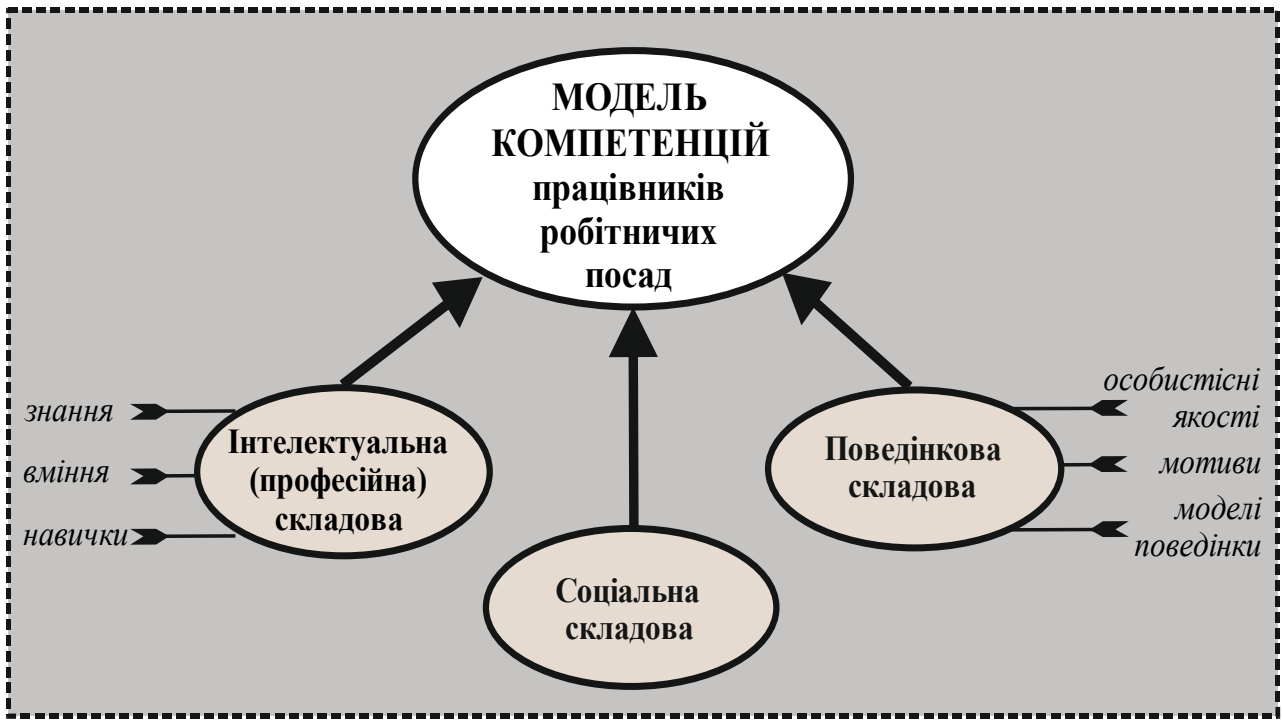 МОДЕЛЬ
КОМПЕТЕНЦІЙ
працівників
робітничих
посад
знання
вміння
навички
Інтелектуальна
(професійна)
складова
Соціальна
складова
Поведінкова
складова
особистісні
якості
мотиви
моделі
поведінки